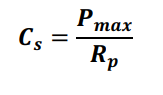 C_s = P_max / R_p